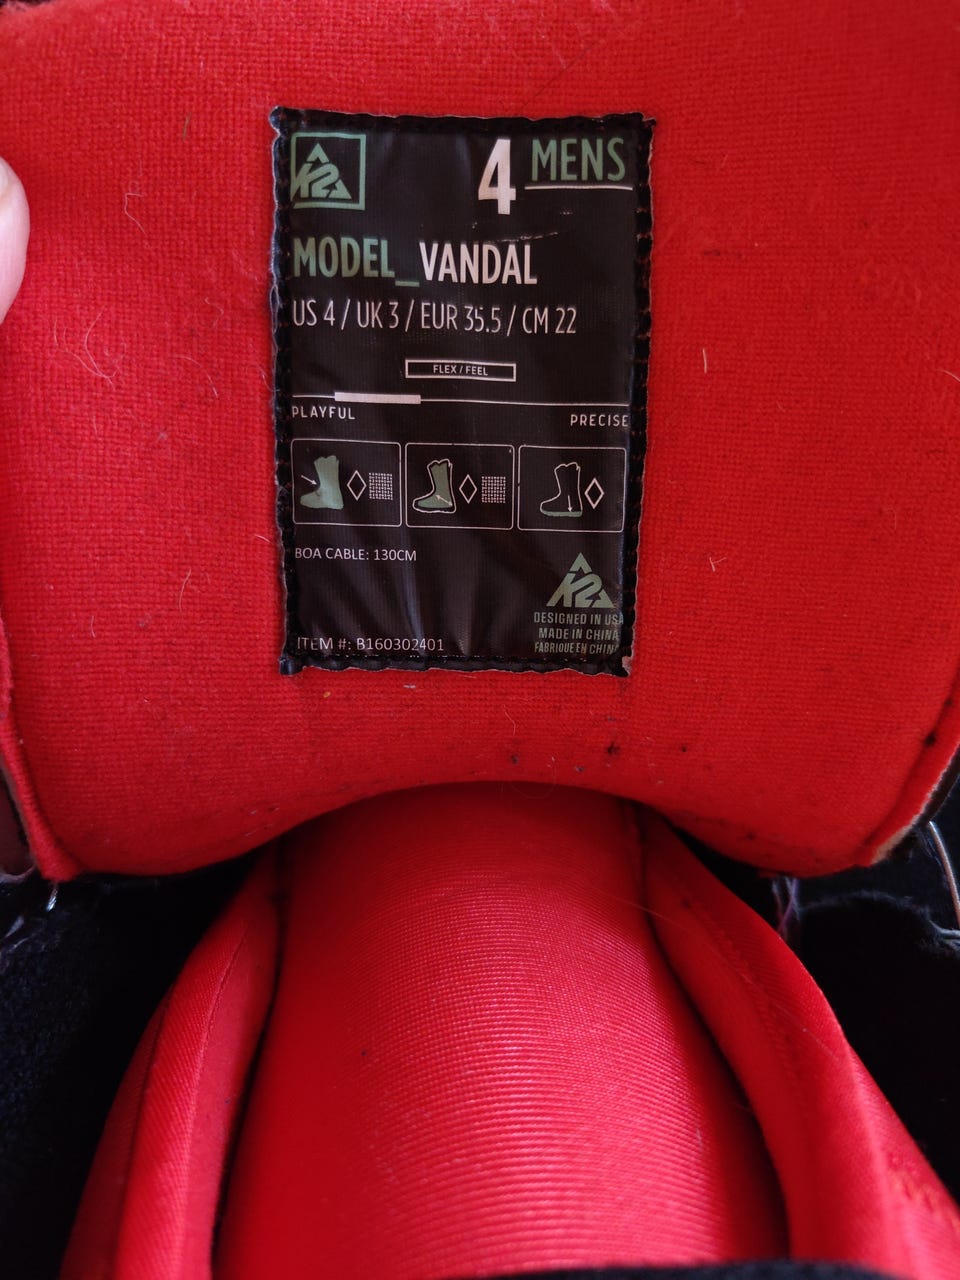 K2
4 MENS
MODEL_VANDAL
US 4 / UK 3 / EUR 35.5 / CM 22
FLEX / FEEL
PLAYFUL
PRECISE
BOA CABLE: 130CM
K2
DESIGNED IN USA
MADE IN CHINA
FABRIQUE EN CHIN
ITEM #: B160302401